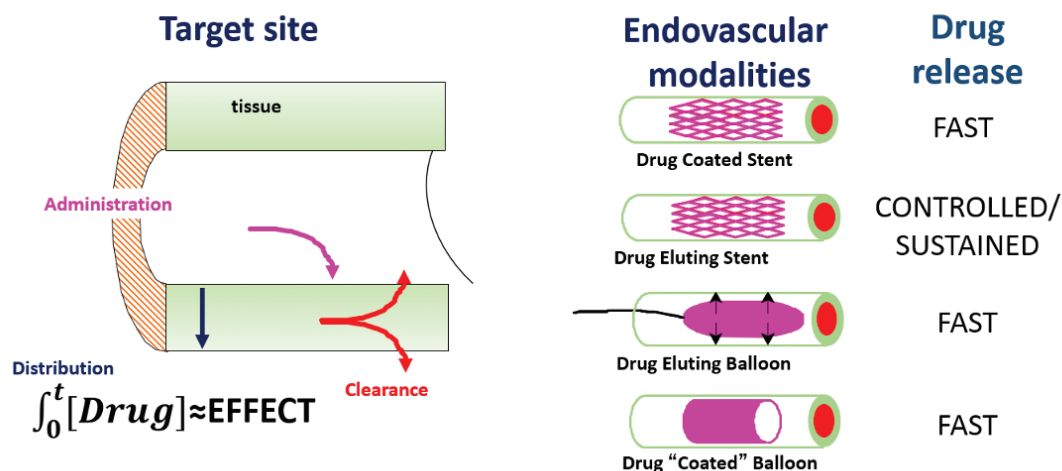 Target site
tissue
Administration
Distribution
Clearance
∫₀ᵗ[Drug]≈EFFECT
Endovascular
modalities
Drug
release
Drug Coated Stent
FAST
Drug Eluting Stent
CONTROLLED/
SUSTAINED
Drug Eluting Balloon
FAST
Drug “Coated” Balloon
FAST